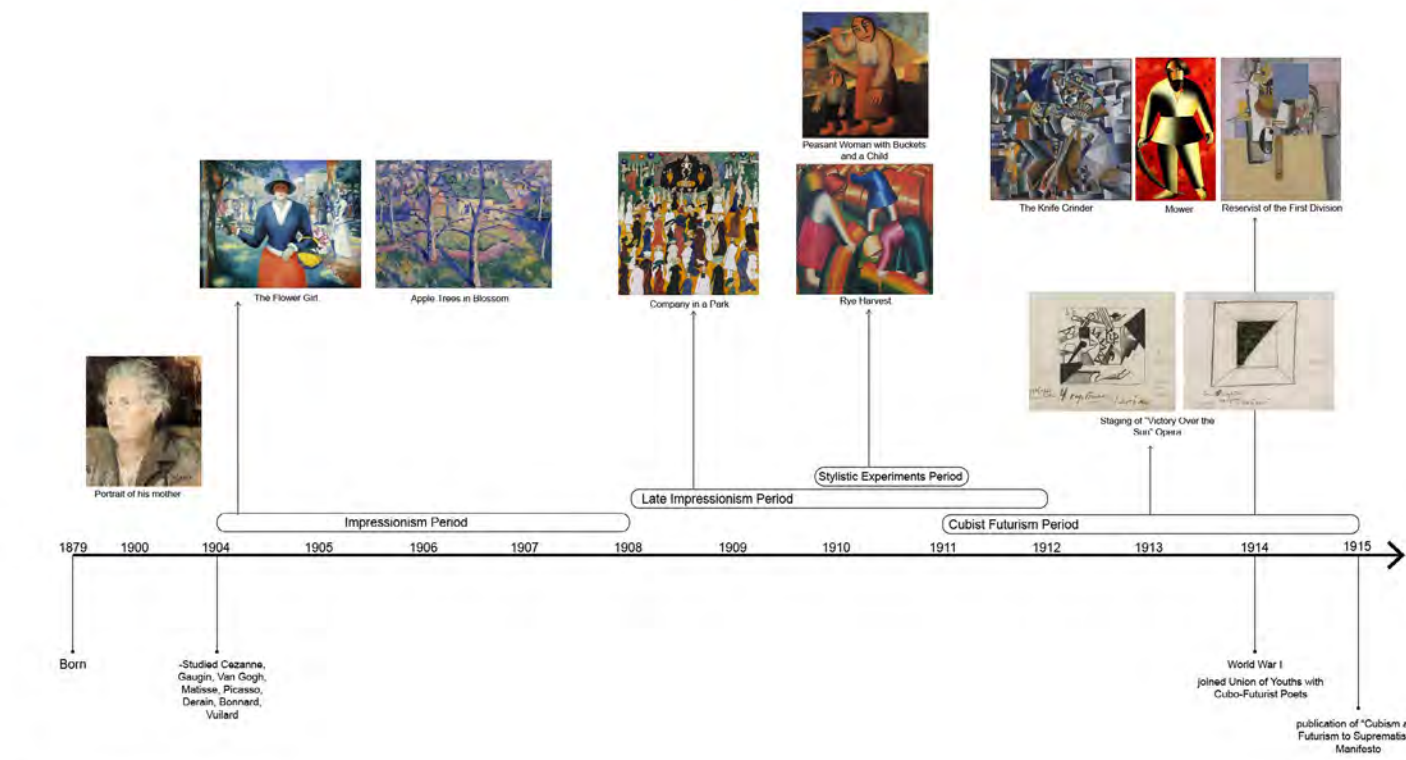 Peasant Woman with Buckets
and a Child
The Knife Grinder
Mower
Reservist of the First Division
The Flower Girl
Apple Trees in Blossom
Company in a Park
Rye Harvest
Staging of "Victory Over the
Sun" Opera
Portrait of his mother
Stylistic Experiments Period
Late Impressionism Period
Impressionism Period
Cubist Futurism Period
1879 1900 1904 1905 1906 1907 1908 1909 1910 1911 1912 1913 1914 1915
Born
-Studied Cezanne,
Gaugin, Van Gogh,
Matisse, Picasso,
Derain, Bonnard,
Vuilard
World War I
joined Union of Youths with
Cubo-Futurist Poets
publication of "Cubism a
Futurism to Suprematis
Manifesto